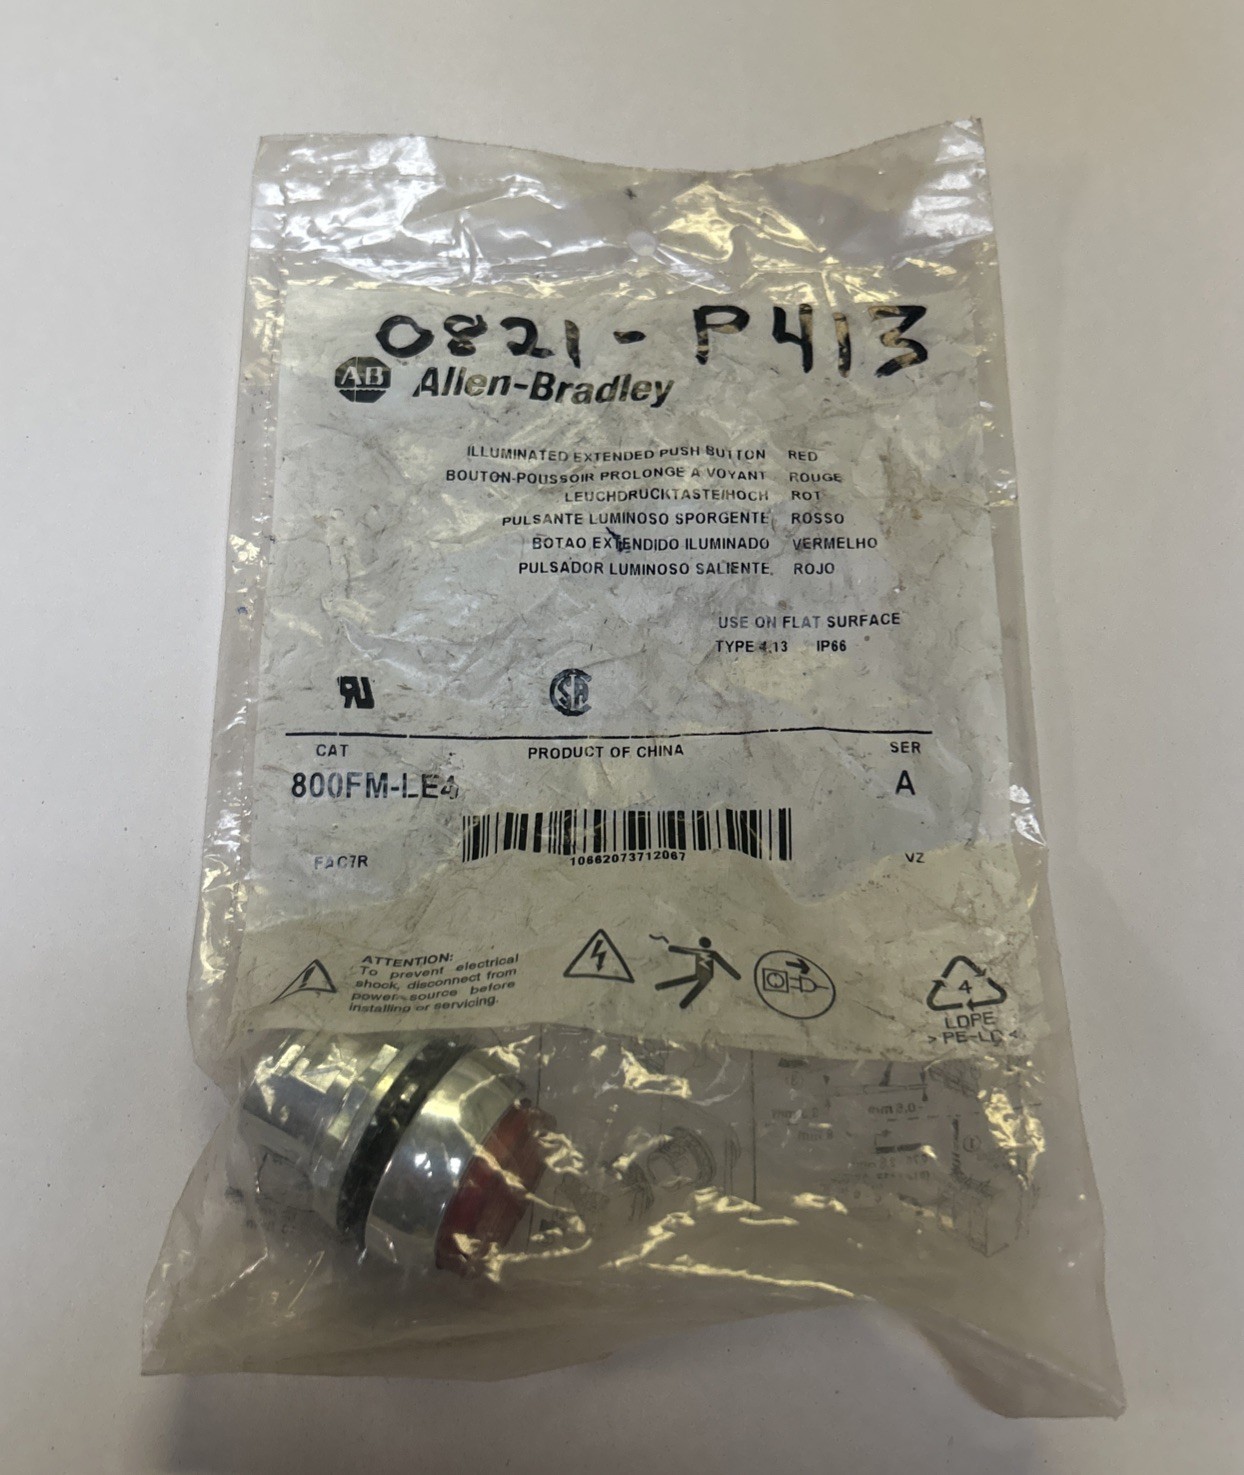 0821-P413
AB Allen-Bradley
ILLUMINATED EXTENDED PUSH BUTTON RED
BOUTON-POUSSOIR PROLONGE A VOYANT ROUGE
LEUCHDRUCKTASTE/HOCH ROT
PULSANTE LUMINOSO SPORGENTE ROSSO
BOTAO EXTENDIDO ILUMINADO VERMELHO
PULSADOR LUMINOSO SALIENTE, ROJO
USE ON FLAT SURFACE
TYPE 4,13 IP66
CAT PRODUCT OF CHINA SER
800FM-LE4 A
10662073712067
FAC7R VZ
ATTENTION:
To prevent electrical
shock, disconnect from
power source before
installing or servicing.
4
LDPE